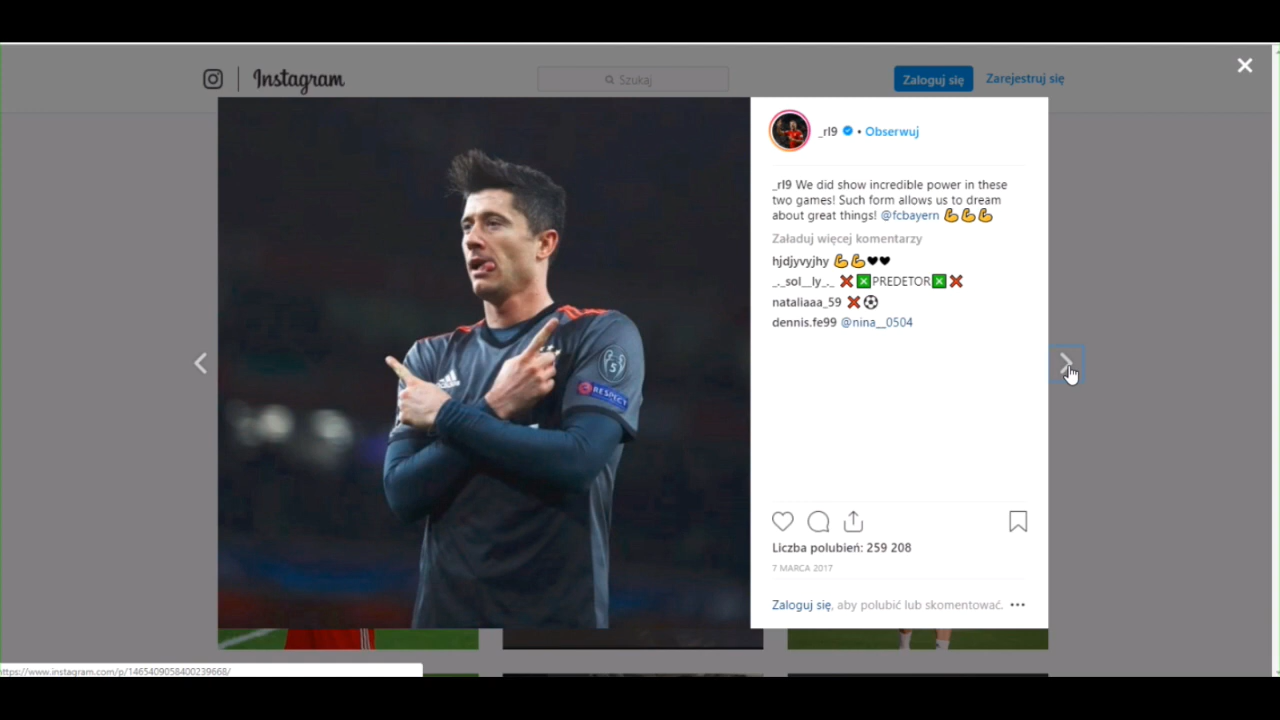 Instagram
Szukaj
Zaloguj się
Zarejestruj się
_rl9 • Obserwuj
_rl9 We did show incredible power in these
two games! Such form allows us to dream
about great things! @fcbayern 💪💪💪
Załaduj więcej komentarzy
hjdjyvyjhy 💪💪🖤🖤
_._sol__ly_._ ❌❎PREDETOR❎❌
nataliaaa_59 ❌⚽
dennis.fe99 @nina__0504
5
RESPECT
Liczba polubień: 259 208
7 MARCA 2017
Zaloguj się, aby polubić lub skomentować. •••
https://www.instagram.com/p/1465409058400239668/